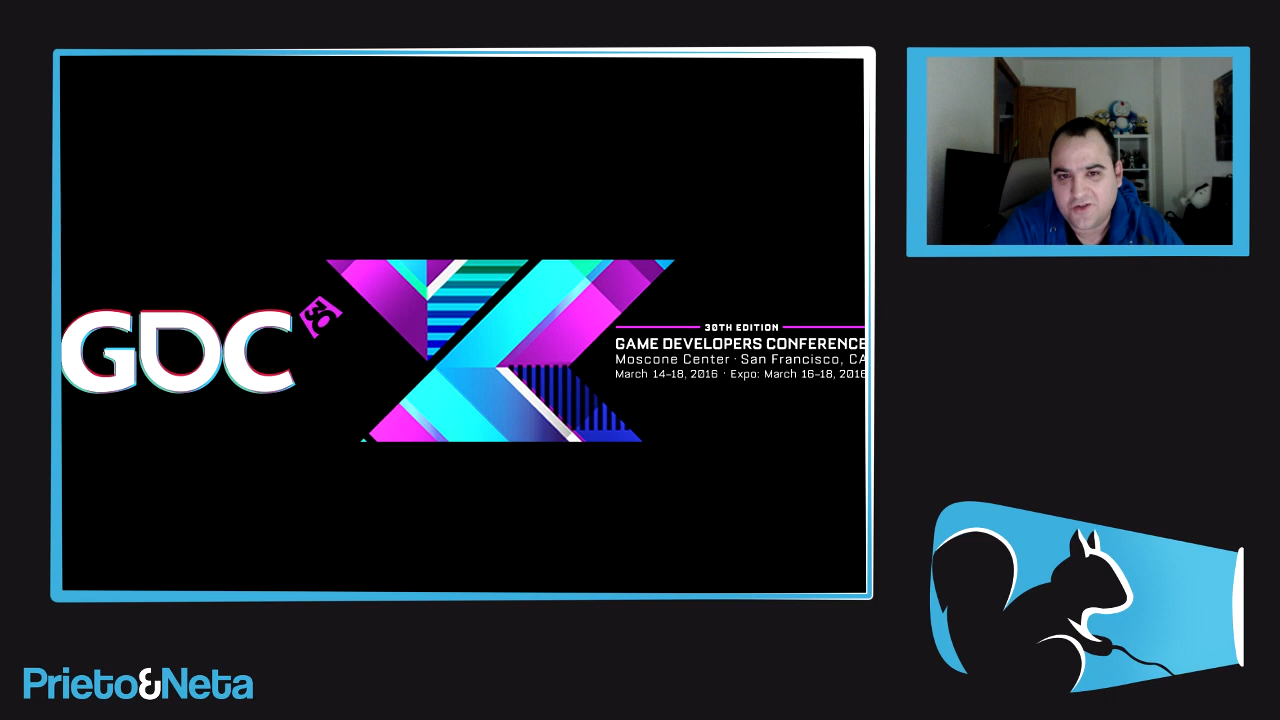 GDC
30
30TH EDITION
GAME DEVELOPERS CONFERENCE
Moscone Center · San Francisco, CA
March 14–18, 2016 · Expo: March 16–18, 2016
Prieto&Neta